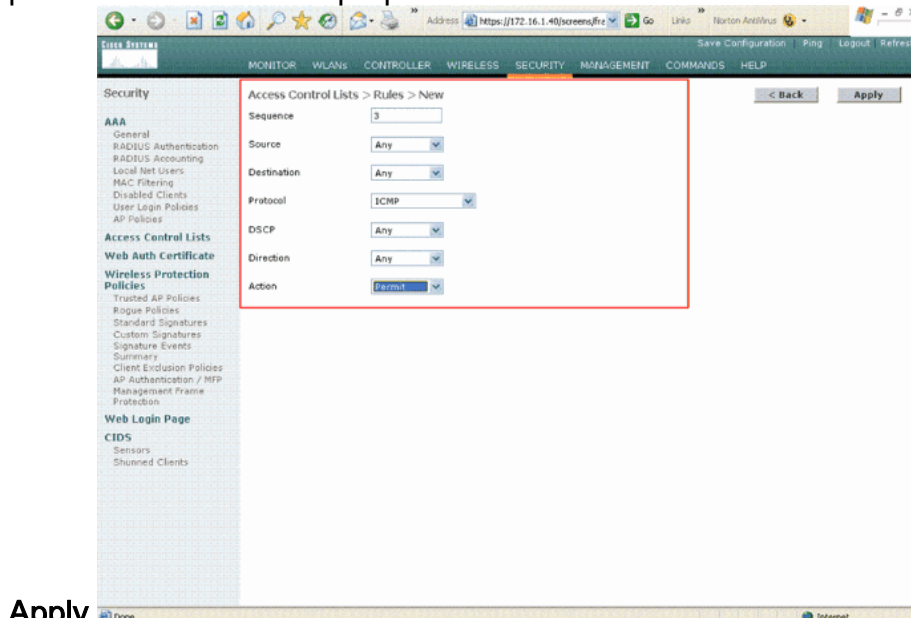 Address https://172.16.1.40/screens/fra Go Links Norton AntiVirus
CISCO SYSTEMS
Save Configuration Ping Logout Refres
MONITOR WLANs CONTROLLER WIRELESS SECURITY MANAGEMENT COMMANDS HELP
Security
AAA
General
RADIUS Authentication
RADIUS Accounting
Local Net Users
MAC Filtering
Disabled Clients
User Login Policies
AP Policies
Access Control Lists
Web Auth Certificate
Wireless Protection
Policies
Trusted AP Policies
Rogue Policies
Standard Signatures
Custom Signatures
Signature Events
Summary
Client Exclusion Policies
AP Authentication / MFP
Management Frame
Protection
Web Login Page
CIDS
Sensors
Shunned Clients
Access Control Lists > Rules > New
< Back Apply
Sequence 3
Source Any
Destination Any
Protocol ICMP
DSCP Any
Direction Any
Action Permit
Apply
Done Internet